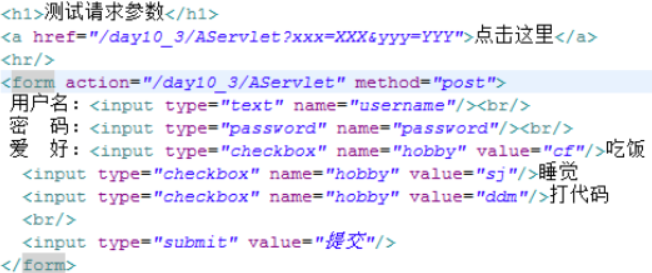 <h1>测试请求参数</h1>
<a href="/day10_3/AServlet?xxx=XXX&yyy=YYY">点击这里</a>
<hr/>
<form action="/day10_3/AServlet" method="post">
用户名：<input type="text" name="username"/><br/>
密　码：<input type="password" name="password"/><br/>
爱　好：<input type="checkbox" name="hobby" value="cf"/>吃饭
<input type="checkbox" name="hobby" value="sj"/>睡觉
<input type="checkbox" name="hobby" value="ddm"/>打代码
<br/>
<input type="submit" value="提交"/>
</form>